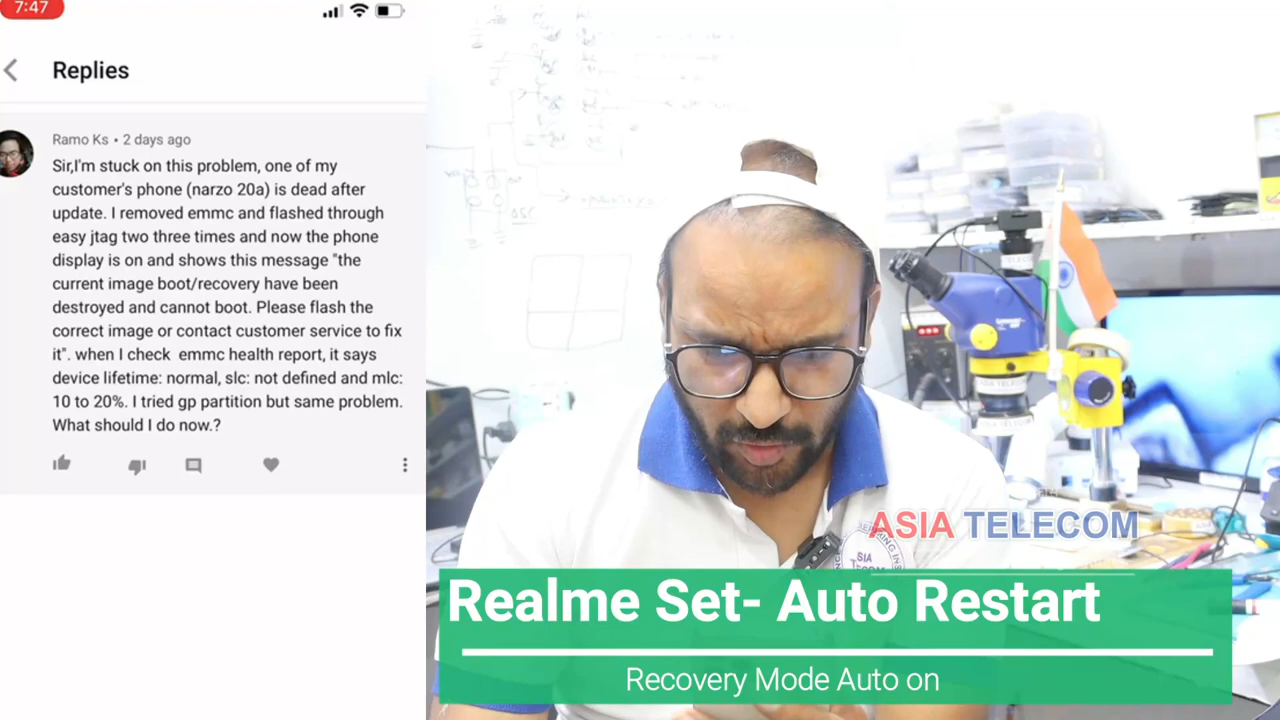 7:47
Replies
Ramo Ks • 2 days ago
Sir,I'm stuck on this problem, one of my
customer's phone (narzo 20a) is dead after
update. I removed emmc and flashed through
easy jtag two three times and now the phone
display is on and shows this message "the
current image boot/recovery have been
destroyed and cannot boot. Please flash the
correct image or contact customer service to fix
it". when I check emmc health report, it says
device lifetime: normal, slc: not defined and mlc:
10 to 20%. I tried gp partition but same problem.
What should I do now.?
ASIA TELECOM
Realme Set- Auto Restart
Recovery Mode Auto on